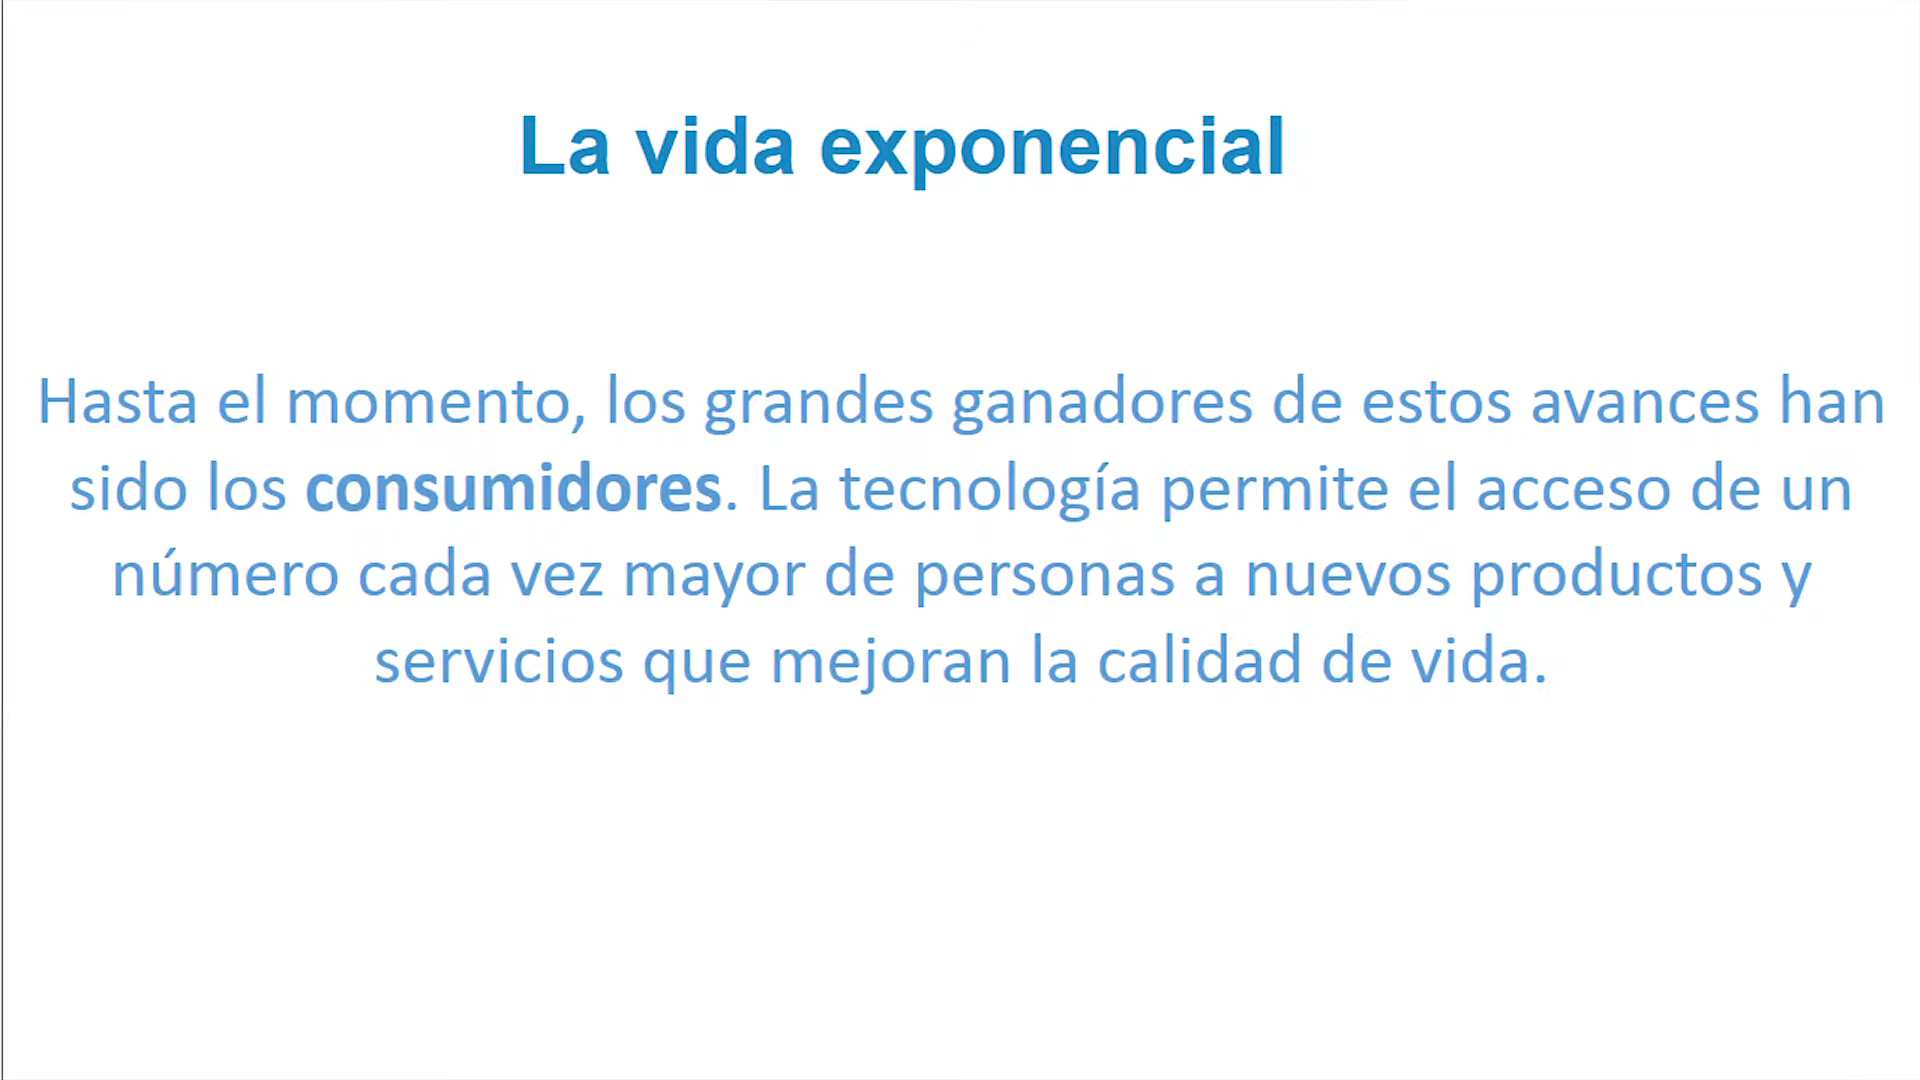 La vida exponencial
Hasta el momento, los grandes ganadores de estos avances han
sido los consumidores. La tecnología permite el acceso de un
número cada vez mayor de personas a nuevos productos y
servicios que mejoran la calidad de vida.